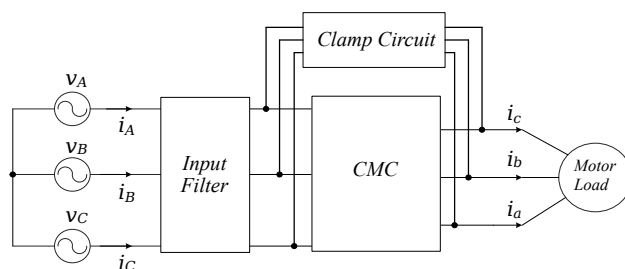 Clamp Circuit
v_A
i_A
v_B
i_B
v_C
i_C
Input
Filter
CMC
i_c
i_b
i_a
Motor
Load